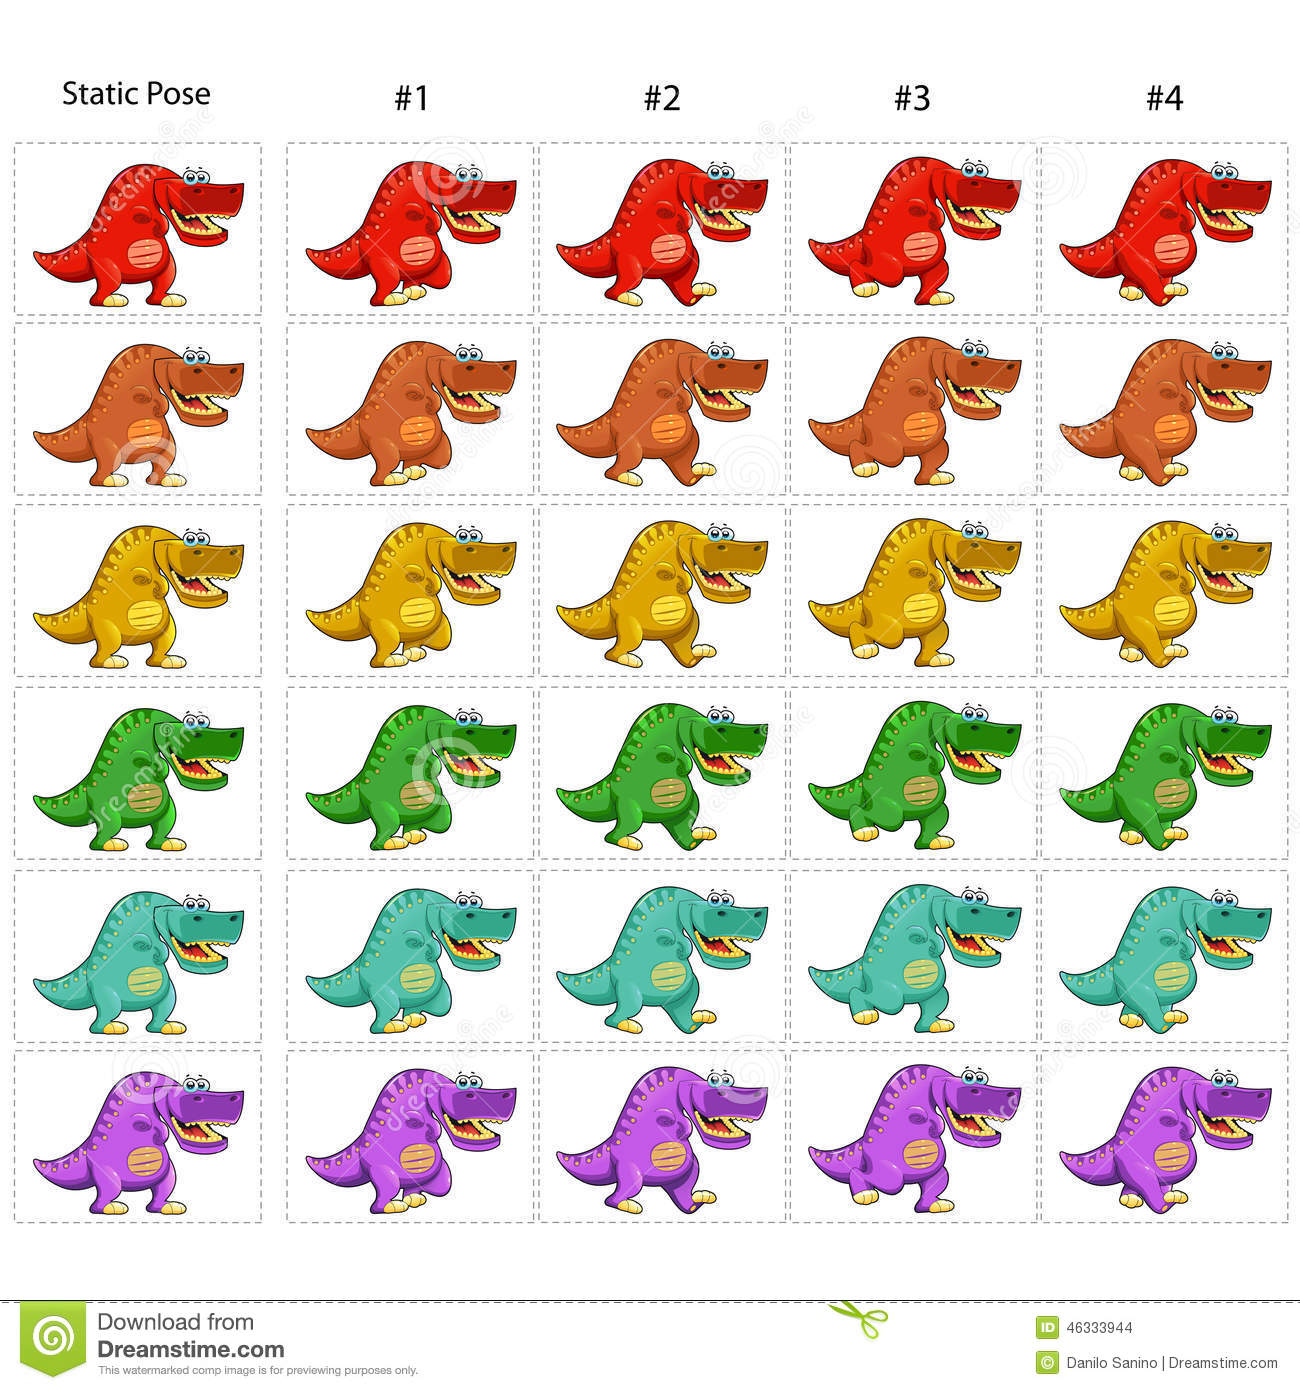 Static Pose
#1
#2
#3
#4
Download from
Dreamstime.com
This watermarked comp image is for previewing purposes only.
ID 46333944
© Danilo Sanino | Dreamstime.com
dreamstime